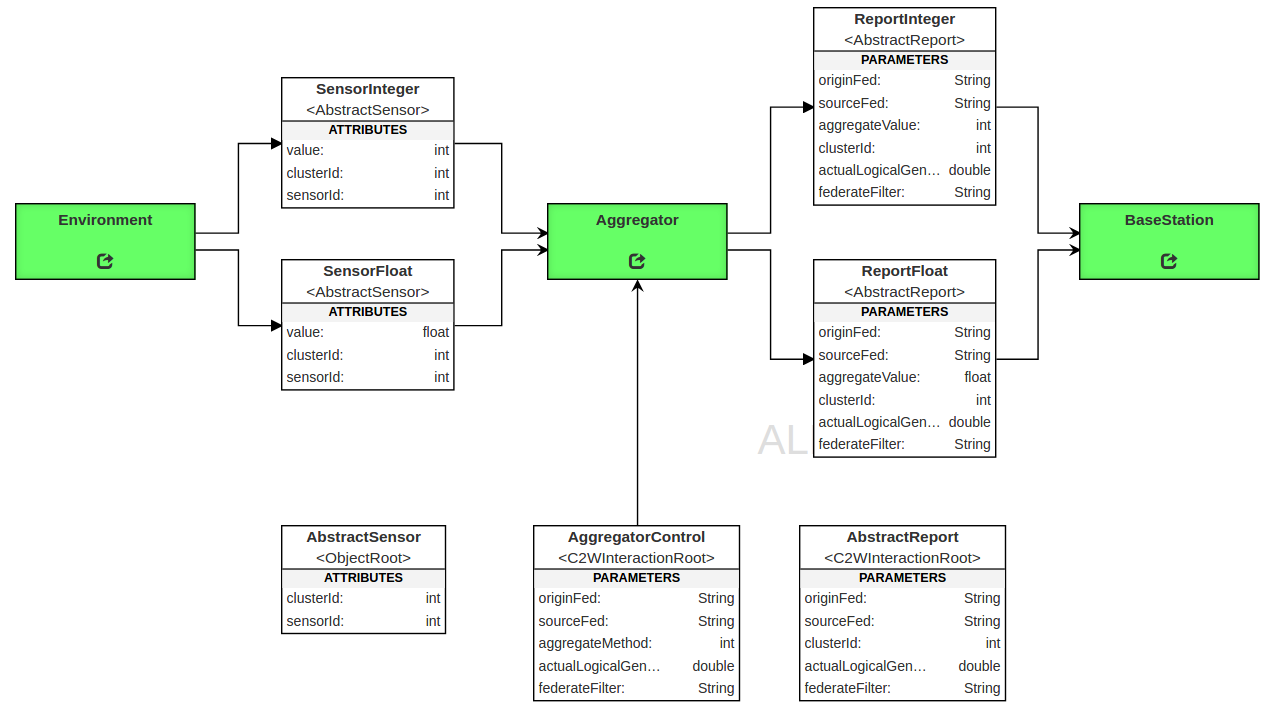 ReportInteger
<AbstractReport>
PARAMETERS
originFed: String
sourceFed: String
aggregateValue: int
clusterId: int
actualLogicalGen… double
federateFilter: String
SensorInteger
<AbstractSensor>
ATTRIBUTES
value: int
clusterId: int
sensorId: int
Environment
Aggregator
BaseStation
SensorFloat
<AbstractSensor>
ATTRIBUTES
value: float
clusterId: int
sensorId: int
ReportFloat
<AbstractReport>
PARAMETERS
originFed: String
sourceFed: String
aggregateValue: float
clusterId: int
actualLogicalGen… double
federateFilter: String
AbstractSensor
<ObjectRoot>
ATTRIBUTES
clusterId: int
sensorId: int
AggregatorControl
<C2WInteractionRoot>
PARAMETERS
originFed: String
sourceFed: String
aggregateMethod: int
actualLogicalGen… double
federateFilter: String
AbstractReport
<C2WInteractionRoot>
PARAMETERS
originFed: String
sourceFed: String
clusterId: int
actualLogicalGen… double
federateFilter: String